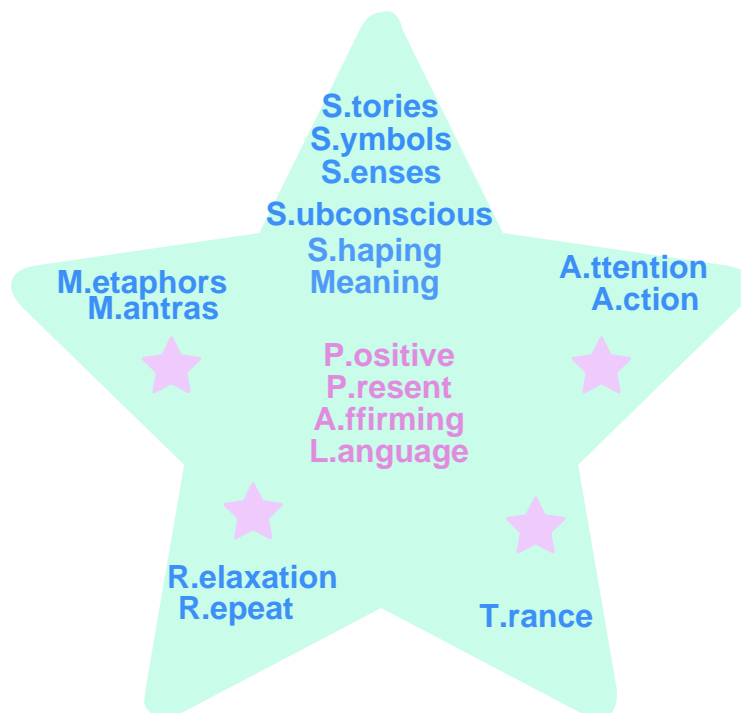 S.tories
S.ymbols
S.enses
S.ubconscious
S.haping
Meaning
M.etaphors
M.antras
A.ttention
A.ction
P.ositive
P.resent
A.ffirming
L.anguage
R.elaxation
R.epeat
T.rance